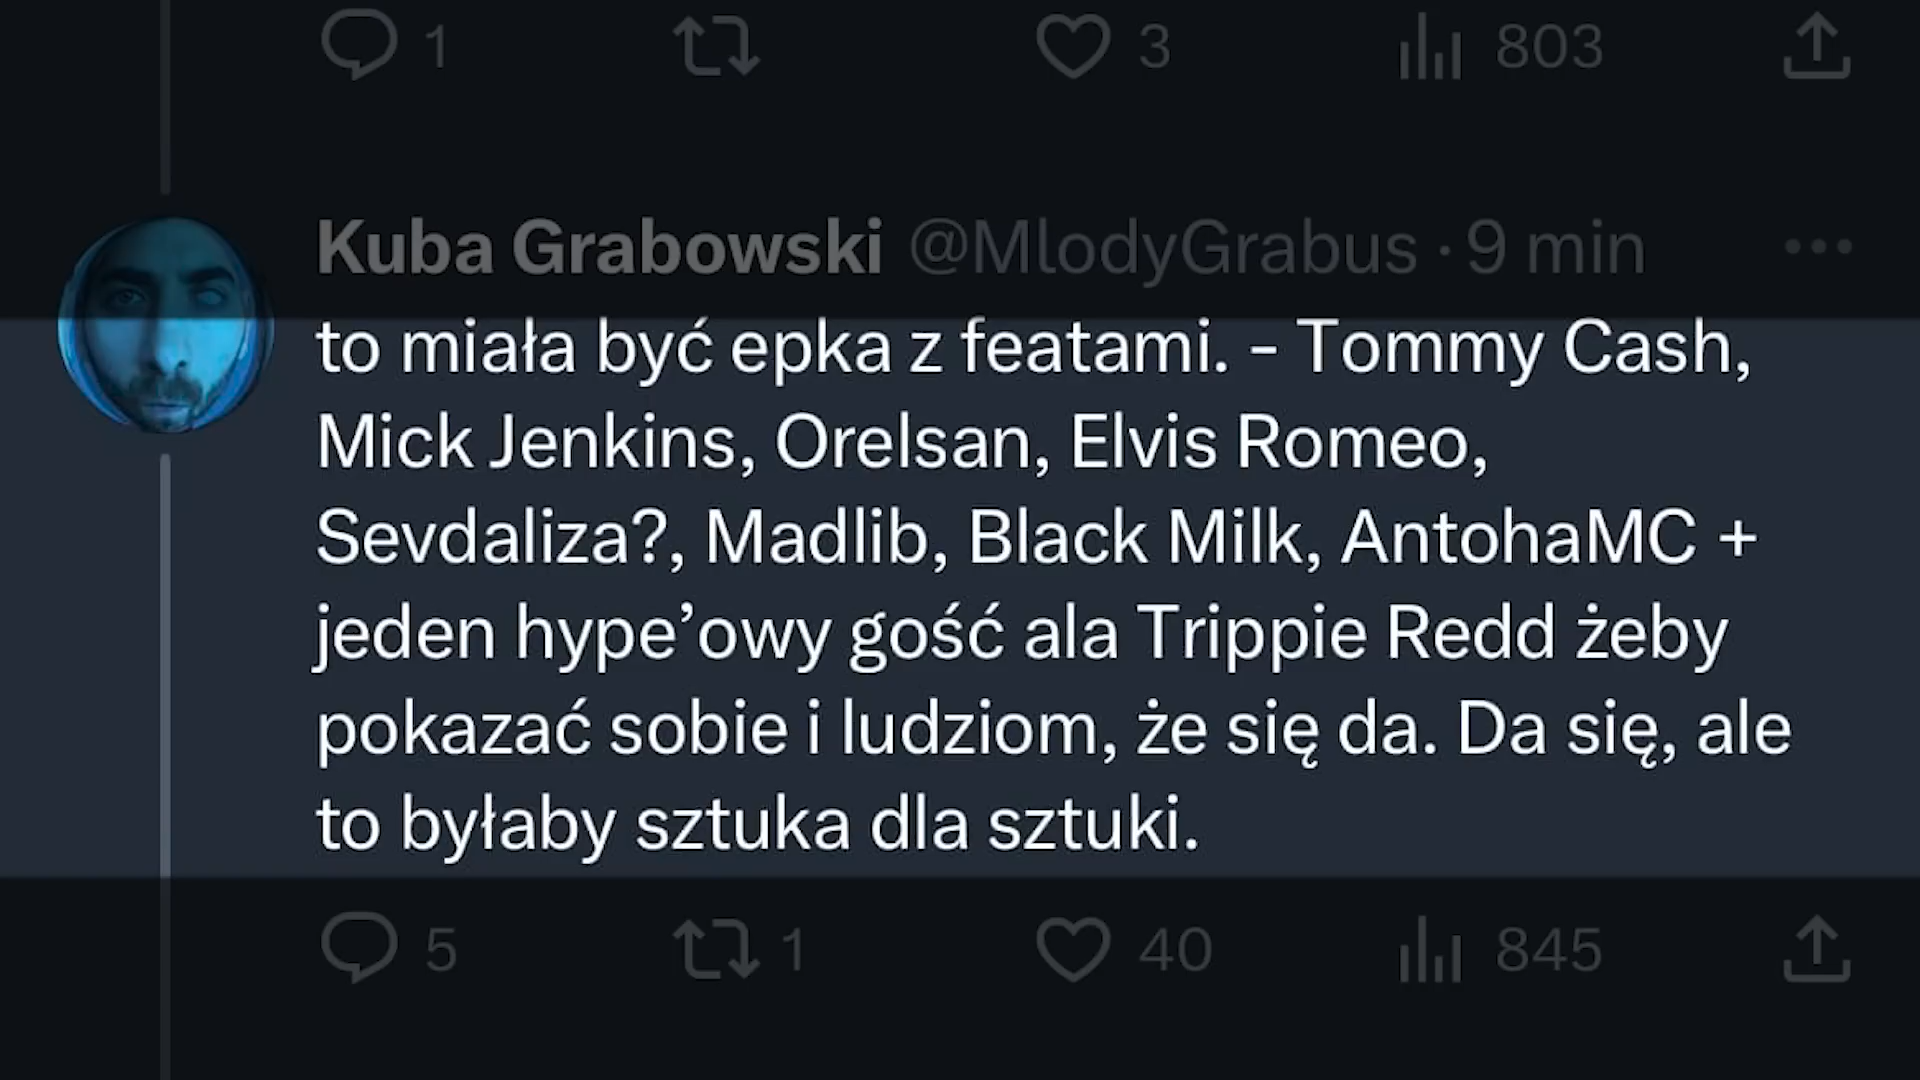 1 3 803
Kuba Grabowski @MlodyGrabus · 9 min
to miała być epka z featami. – Tommy Cash,
Mick Jenkins, Orelsan, Elvis Romeo,
Sevdaliza?, Madlib, Black Milk, AntohaMC +
jeden hype’owy gość ala Trippie Redd żeby
pokazać sobie i ludziom, że się da. Da się, ale
to byłaby sztuka dla sztuki.
5 1 40 845